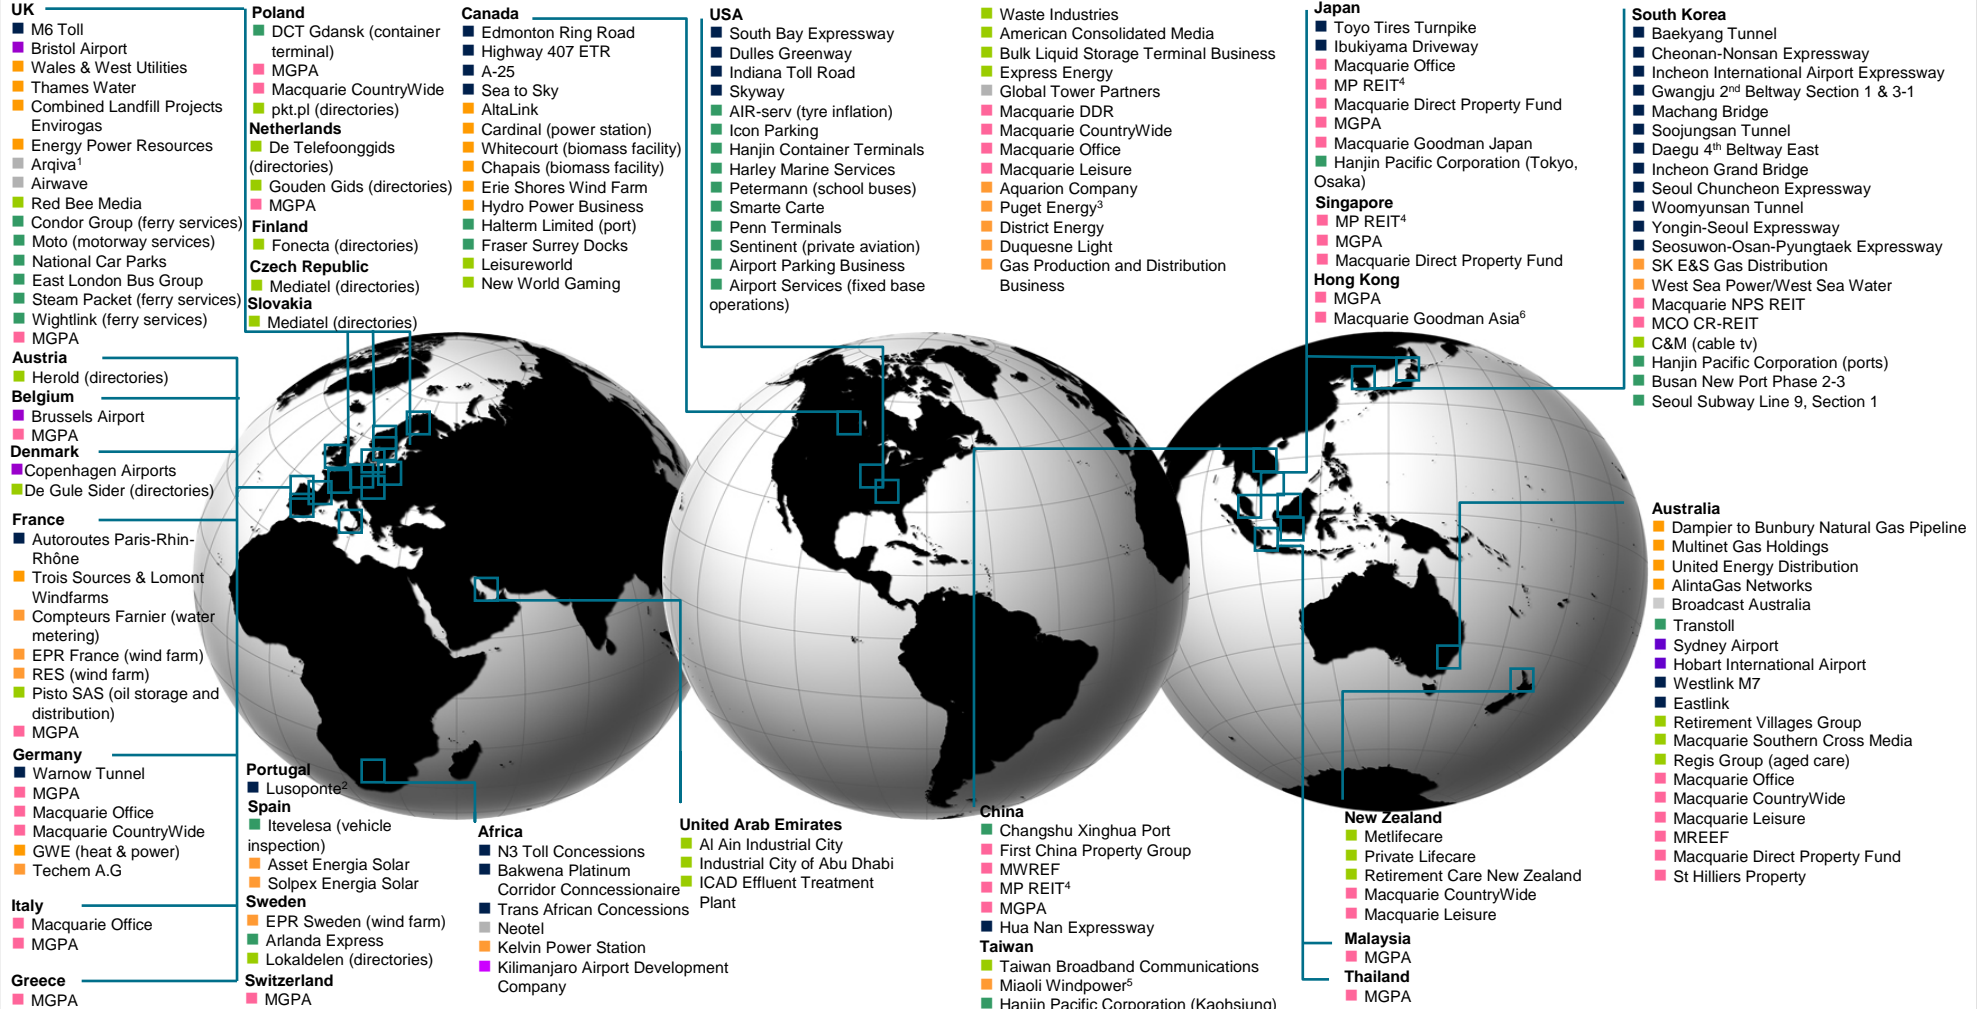 UK
M6 Toll
Bristol Airport
Wales & West Utilities
Thames Water
Combined Landfill Projects
Envirogas
Energy Power Resources
Arqiva1
Airwave
Red Bee Media
Condor Group (ferry services)
Moto (motorway services)
National Car Parks
East London Bus Group
Steam Packet (ferry services)
Wightlink (ferry services)
MGPA
Austria
Herold (directories)
Belgium
Brussels Airport
MGPA
Denmark
Copenhagen Airports
De Gule Sider (directories)
France
Autoroutes Paris-Rhin-
Rhône
Trois Sources & Lomont
Windfarms
Compteurs Farnier (water
metering)
EPR France (wind farm)
RES (wind farm)
Pisto SAS (oil storage and
distribution)
MGPA
Germany
Warnow Tunnel
MGPA
Macquarie Office
Macquarie CountryWide
GWE (heat & power)
Techem A.G
Italy
Macquarie Office
MGPA
Greece
MGPA
Poland
DCT Gdansk (container
terminal)
MGPA
Macquarie CountryWide
pkt.pl (directories)
Netherlands
De Telefoonggids
(directories)
Gouden Gids (directories)
MGPA
Finland
Fonecta (directories)
Czech Republic
Mediatel (directories)
Slovakia
Mediatel (directories)
Portugal
Lusoponte2
Spain
Itevelesa (vehicle
inspection)
Asset Energia Solar
Solpex Energia Solar
Sweden
EPR Sweden (wind farm)
Arlanda Express
Lokaldelen (directories)
Switzerland
MGPA
Canada
Edmonton Ring Road
Highway 407 ETR
A-25
Sea to Sky
AltaLink
Cardinal (power station)
Whitecourt (biomass facility)
Chapais (biomass facility)
Erie Shores Wind Farm
Hydro Power Business
Halterm Limited (port)
Fraser Surrey Docks
Leisureworld
New World Gaming
Africa
N3 Toll Concessions
Bakwena Platinum
Corridor Conncessionaire
Trans African Concessions
Neotel
Kelvin Power Station
Kilimanjaro Airport Development
Company
USA
South Bay Expressway
Dulles Greenway
Indiana Toll Road
Skyway
AIR-serv (tyre inflation)
Icon Parking
Hanjin Container Terminals
Harley Marine Services
Petermann (school buses)
Smarte Carte
Penn Terminals
Sentinent (private aviation)
Airport Parking Business
Airport Services (fixed base
operations)
Waste Industries
American Consolidated Media
Bulk Liquid Storage Terminal Business
Express Energy
Global Tower Partners
Macquarie DDR
Macquarie CountryWide
Macquarie Office
Macquarie Leisure
Aquarion Company
Puget Energy3
District Energy
Duquesne Light
Gas Production and Distribution
Business
United Arab Emirates
Al Ain Industrial City
Industrial City of Abu Dhabi
ICAD Effluent Treatment
Plant
China
Changshu Xinghua Port
First China Property Group
MWREF
MP REIT4
MGPA
Hua Nan Expressway
Taiwan
Taiwan Broadband Communications
Miaoli Windpower5
Hanjin Pacific Corporation (Kaohsiung)
Japan
Toyo Tires Turnpike
Ibukiyama Driveway
Macquarie Office
MP REIT4
Macquarie Direct Property Fund
MGPA
Macquarie Goodman Japan
Hanjin Pacific Corporation (Tokyo,
Osaka)
Singapore
MP REIT4
MGPA
Macquarie Direct Property Fund
Hong Kong
MGPA
Macquarie Goodman Asia6
New Zealand
Metlifecare
Private Lifecare
Retirement Care New Zealand
Macquarie CountryWide
Macquarie Leisure
Malaysia
MGPA
Thailand
MGPA
South Korea
Baekyang Tunnel
Cheonan-Nonsan Expressway
Incheon International Airport Expressway
Gwangju 2nd Beltway Section 1 & 3-1
Machang Bridge
Soojungsan Tunnel
Daegu 4th Beltway East
Incheon Grand Bridge
Seoul Chuncheon Expressway
Woomyunsan Tunnel
Yongin-Seoul Expressway
Seosuwon-Osan-Pyungtaek Expressway
SK E&S Gas Distribution
West Sea Power/West Sea Water
Macquarie NPS REIT
MCO CR-REIT
C&M (cable tv)
Hanjin Pacific Corporation (ports)
Busan New Port Phase 2-3
Seoul Subway Line 9, Section 1
Australia
Dampier to Bunbury Natural Gas Pipeline
Multinet Gas Holdings
United Energy Distribution
AlintaGas Networks
Broadcast Australia
Transtoll
Sydney Airport
Hobart International Airport
Westlink M7
Eastlink
Retirement Villages Group
Macquarie Southern Cross Media
Regis Group (aged care)
Macquarie Office
Macquarie CountryWide
Macquarie Leisure
MREEF
Macquarie Direct Property Fund
St Hilliers Property